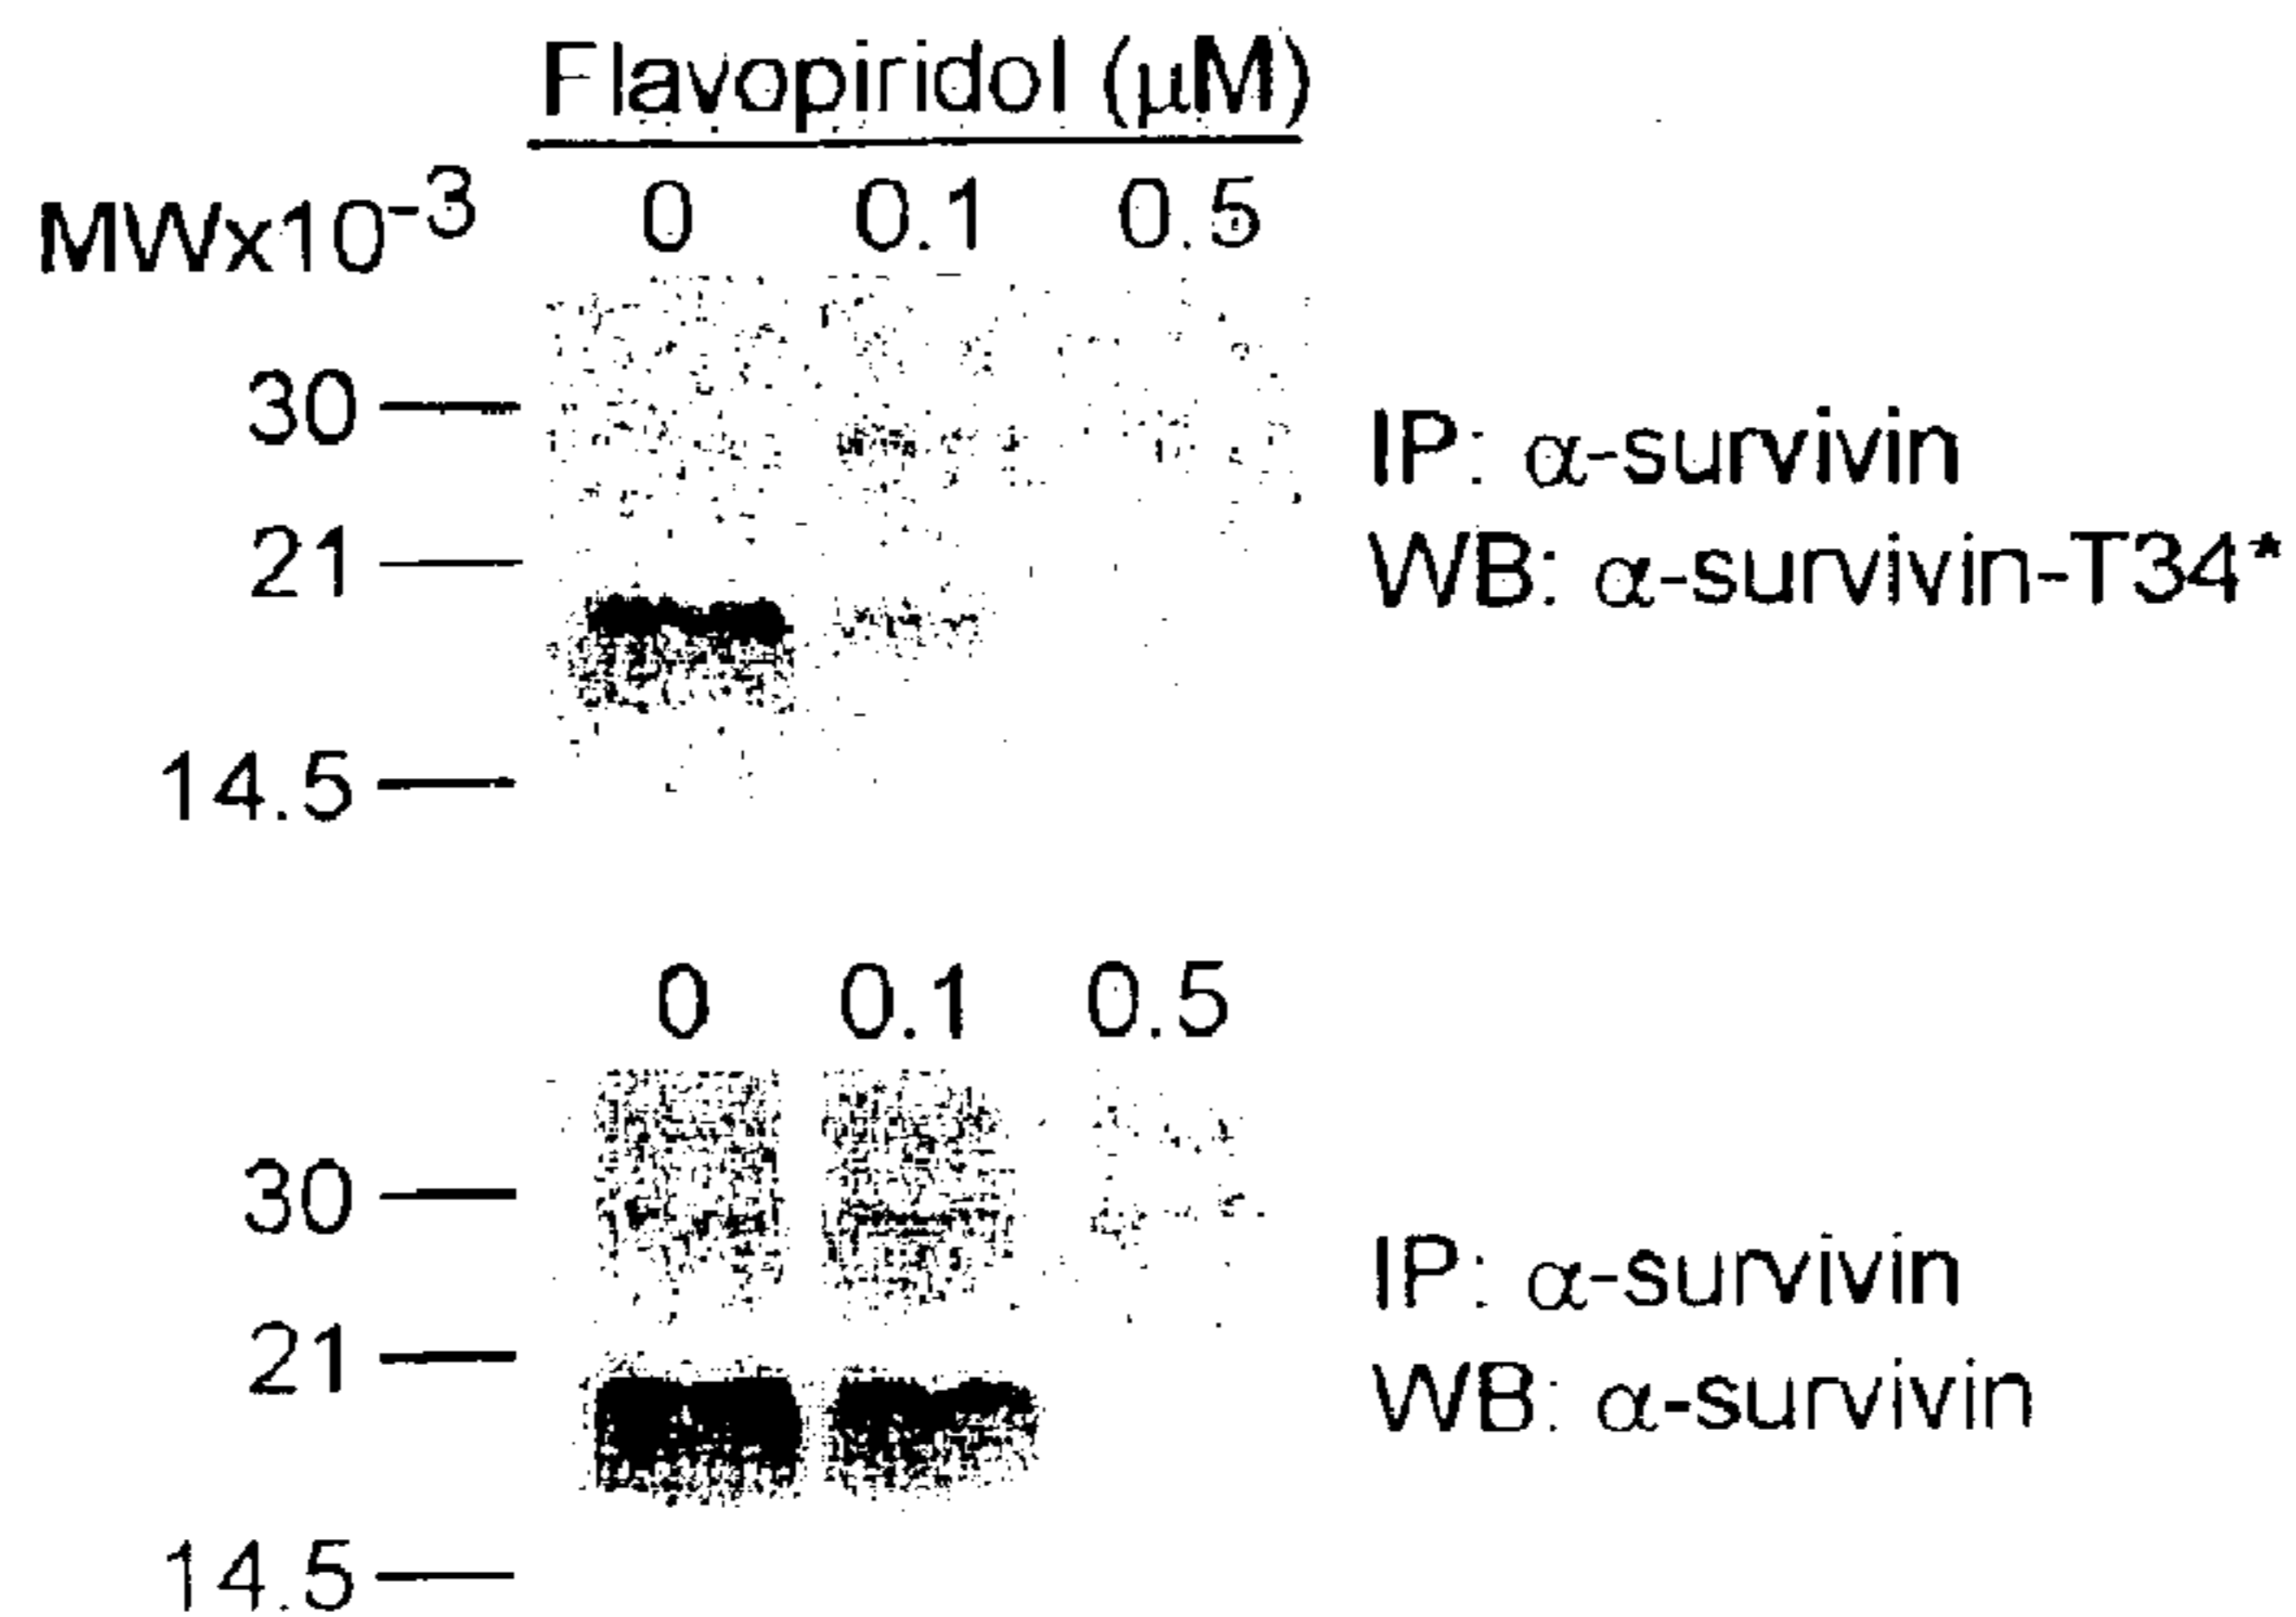 Flavopiridol (μM)
MWx10-3 0 0.1 0.5
30
IP: α-survivin
21
WB: α-survivin-T34*
14.5
0 0.1 0.5
30
IP: α-survivin
21
WB: α-survivin
14.5